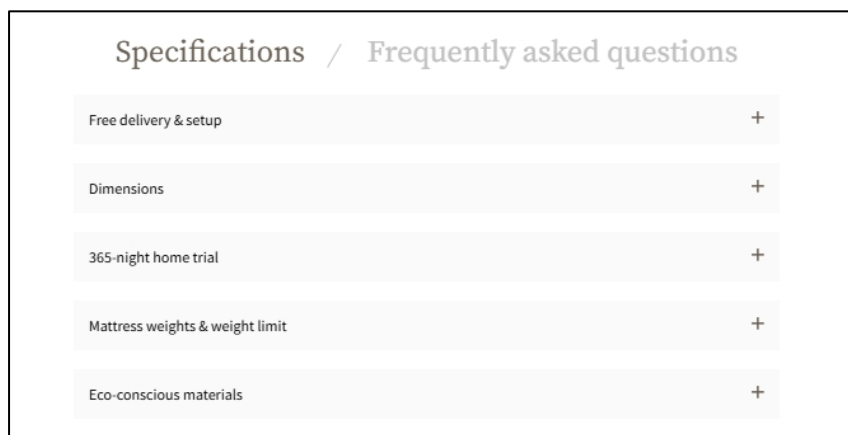 Specifications / Frequently asked questions
Free delivery & setup +
Dimensions +
365-night home trial +
Mattress weights & weight limit +
Eco-conscious materials +